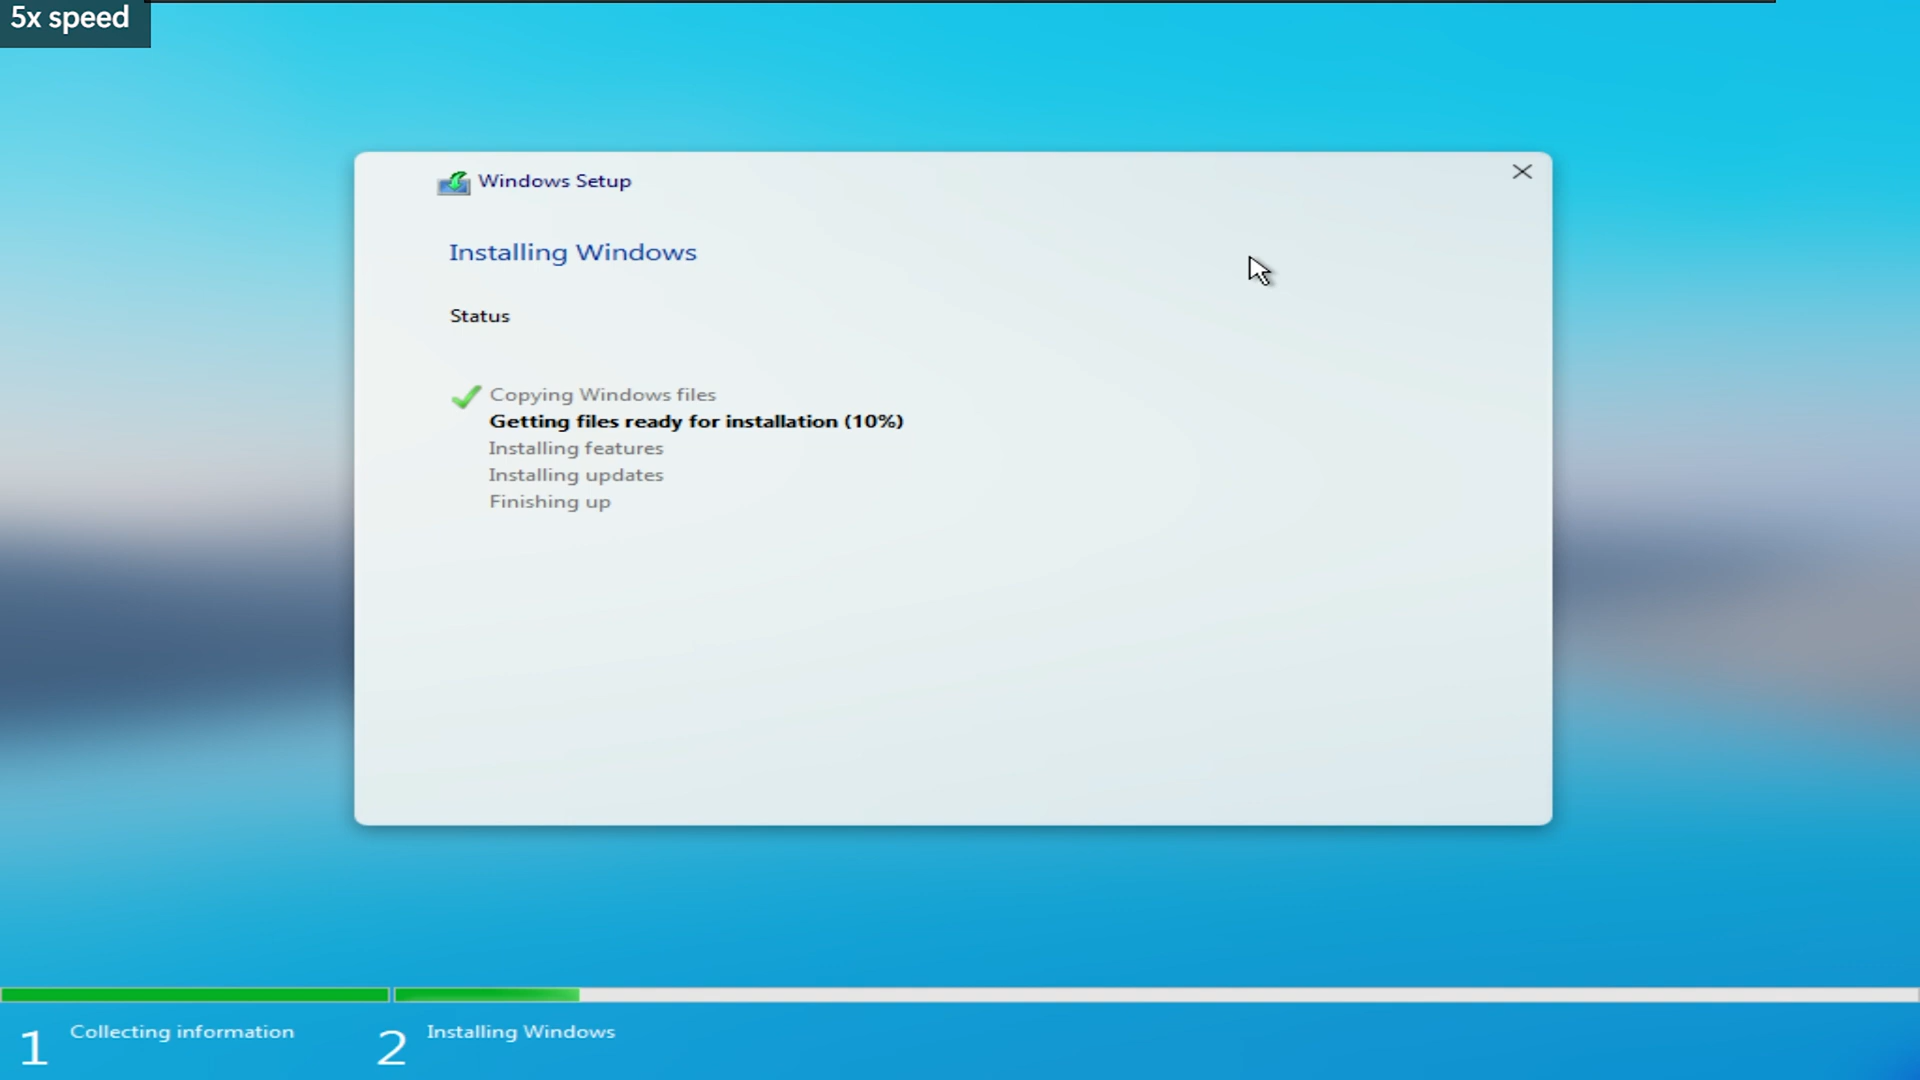 5x speed
Windows Setup
Installing Windows
Status
Copying Windows files
Getting files ready for installation (10%)
Installing features
Installing updates
Finishing up
1 Collecting information
2 Installing Windows